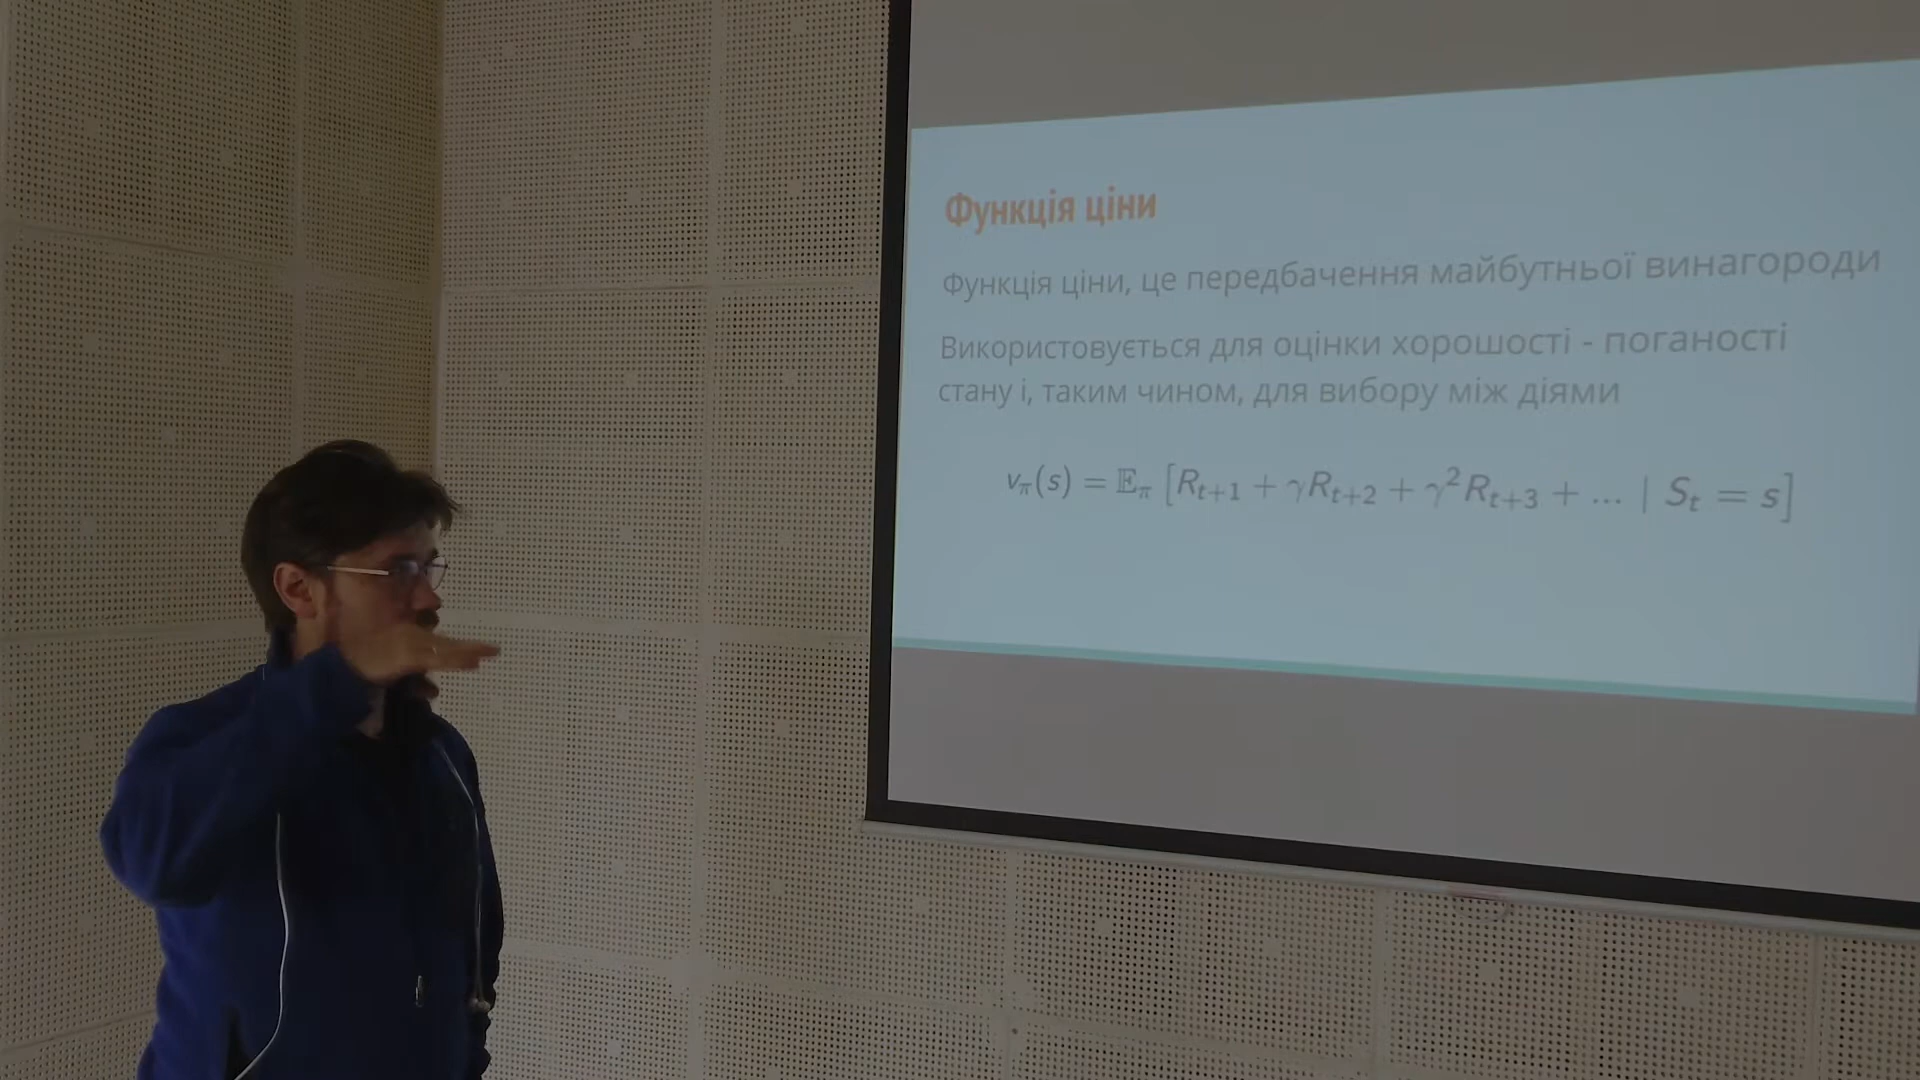 Функція ціни
Функція ціни, це передбачення майбутньої винагороди
Використовується для оцінки хорошості - поганості
стану і, таким чином, для вибору між діями
vπ(s) = 𝔼π [Rt+1 + γRt+2 + γ²Rt+3 + ... | St = s]